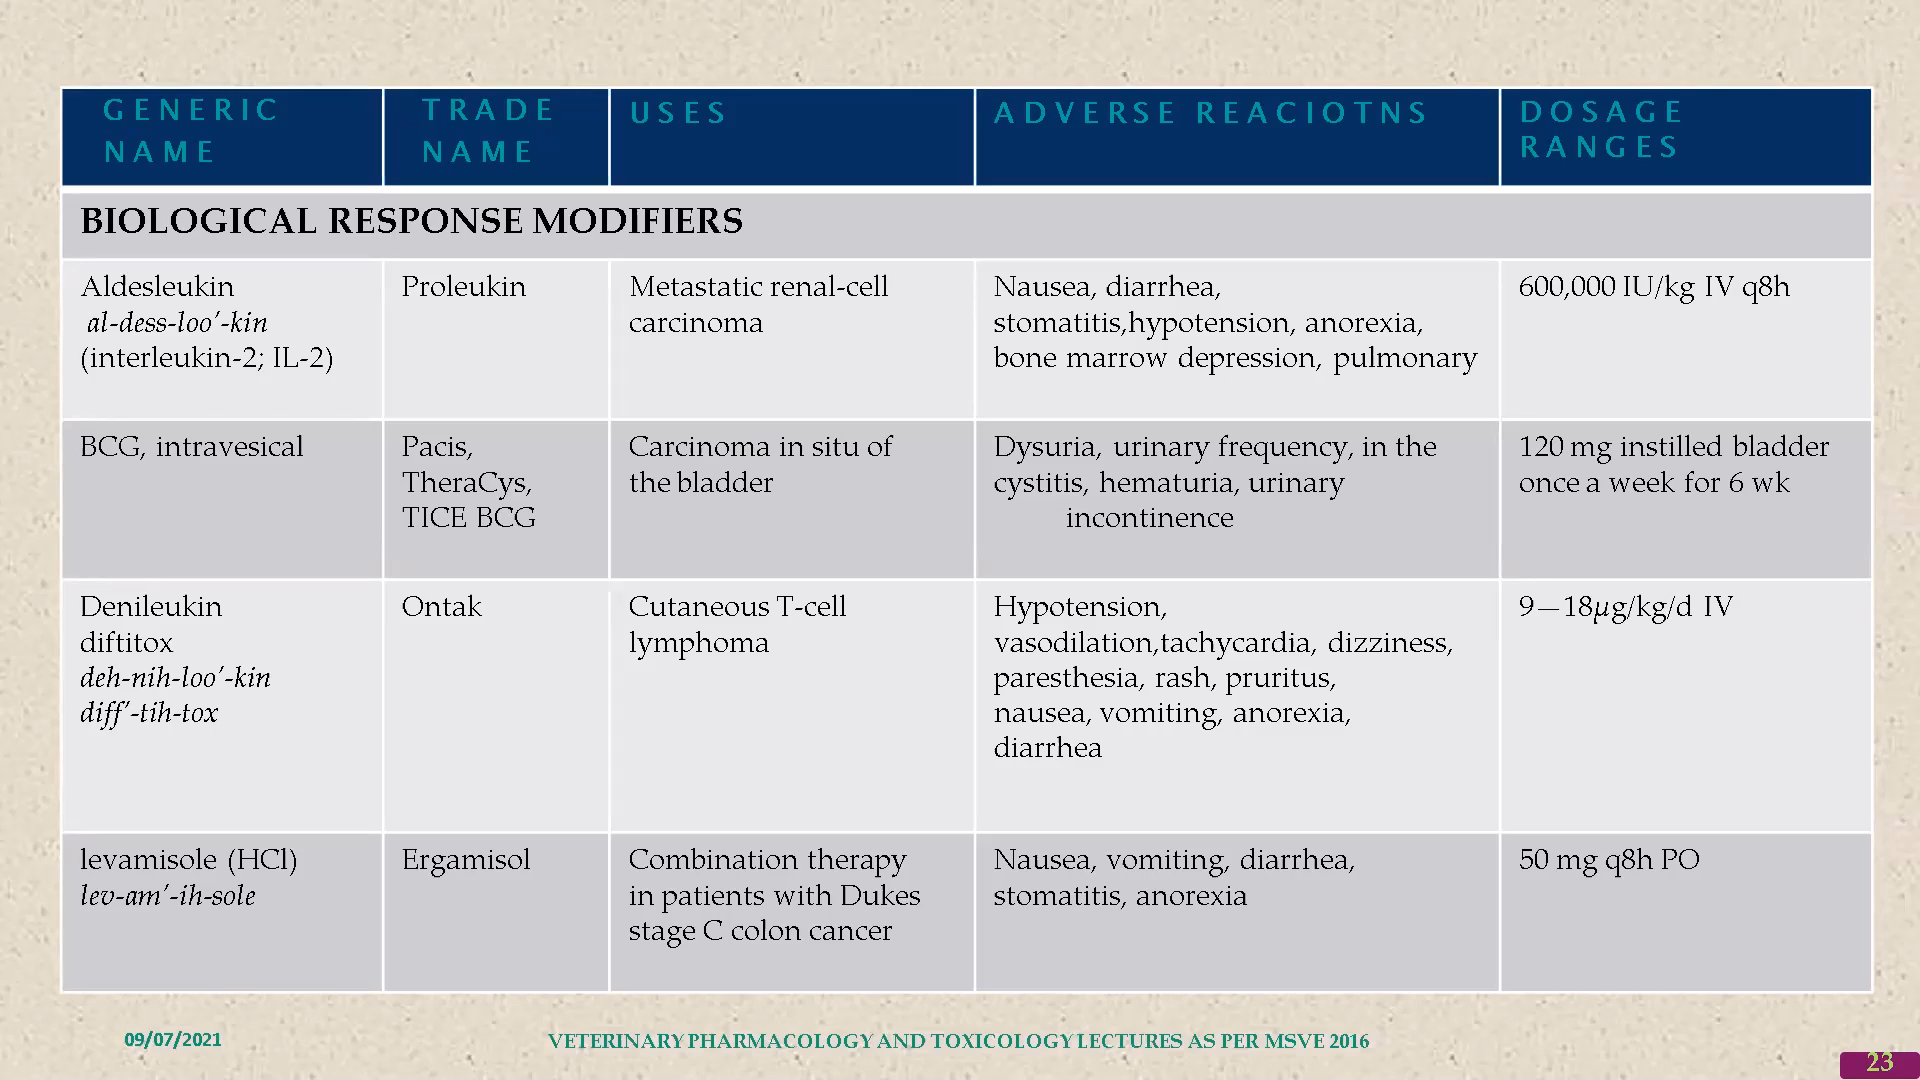 GENERIC
NAME
TRADE
NAME
USES
ADVERSE REACIOTNS
DOSAGE
RANGES
BIOLOGICAL RESPONSE MODIFIERS
Aldesleukin
al-dess-loo’-kin
(interleukin-2; IL-2)
Proleukin
Metastatic renal-cell
carcinoma
Nausea, diarrhea,
stomatitis,hypotension, anorexia,
bone marrow depression, pulmonary
600,000 IU/kg IV q8h
BCG, intravesical
Pacis,
TheraCys,
TICE BCG
Carcinoma in situ of
the bladder
Dysuria, urinary frequency, in the
cystitis, hematuria, urinary
incontinence
120 mg instilled bladder
once a week for 6 wk
Denileukin
diftitox
deh-nih-loo’-kin
diff’-tih-tox
Ontak
Cutaneous T-cell
lymphoma
Hypotension,
vasodilation,tachycardia, dizziness,
paresthesia, rash, pruritus,
nausea, vomiting, anorexia,
diarrhea
9—18µg/kg/d IV
levamisole (HCl)
lev-am’-ih-sole
Ergamisol
Combination therapy
in patients with Dukes
stage C colon cancer
Nausea, vomiting, diarrhea,
stomatitis, anorexia
50 mg q8h PO
09/07/2021
VETERINARY PHARMACOLOGY AND TOXICOLOGY LECTURES AS PER MSVE 2016
23